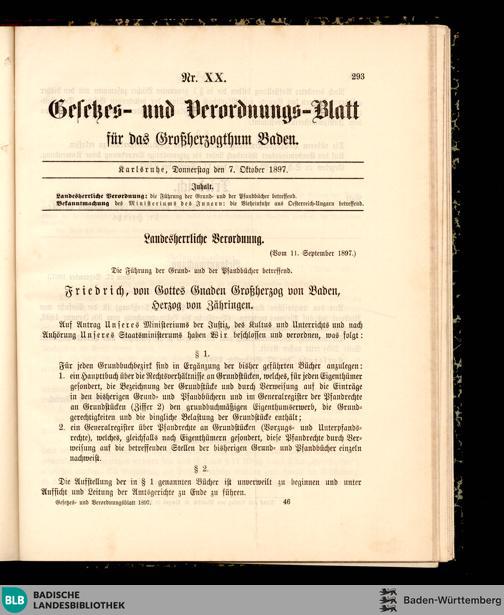 Nr. XX. 293
Gesetzes- und Verordnungs-Blatt
für das Großherzogthum Baden.
Karlsruhe, Donnerstag den 7. Oktober 1897.
Inhalt.
Landesherrliche Verordnung: die Führung der Grund- und der Pfandbücher betreffend.
Bekanntmachung des Ministeriums des Innern: die Vieheinfuhr aus Oesterreich-Ungarn betreffend.
Landesherrliche Verordnung.
(Vom 11. September 1897.)
Die Führung der Grund- und der Pfandbücher betreffend.
Friedrich, von Gottes Gnaden Großherzog von Baden,
Herzog von Zähringen.
Auf Antrag Unseres Ministeriums der Justiz, des Kultus und Unterrichts und nach
Anhörung Unseres Staatsministeriums haben Wir beschlossen und verordnen, was folgt:
§ 1.
Für jeden Grundbuchbezirk sind in Ergänzung der bisher geführten Bücher anzulegen:
1. ein Hauptbuch über die Rechtsverhältnisse an Grundstücken, welches, für jeden Eigenthümer
gesondert, die Bezeichnung der Grundstücke und durch Verweisung auf die Einträge
in den bisherigen Grund- und Pfandbüchern und im Generalregister der Pfandrechte
an Grundstücken (Ziffer 2) den grundbuchmäßigen Eigenthumserwerb, die Grund-
gerechtigkeiten und die dingliche Belastung der Grundstücke enthält;
2. ein Generalregister über Pfandrechte an Grundstücken (Vorzugs- und Unterpfands-
rechte), welches, gleichfalls nach Eigenthümern gesondert, diese Pfandrechte durch Ver-
weisung auf die betreffenden Stellen der bisherigen Grund- und Pfandbücher einzeln
nachweist.
§ 2.
Die Aufstellung der in § 1 genannten Bücher ist unverweilt zu beginnen und unter
Aufsicht und Leitung der Amtsgerichte zu Ende zu führen.
Gesetzes- und Verordnungsblatt 1897. 46
BLB BADISCHE
LANDESBIBLIOTHEK
Baden-Württemberg